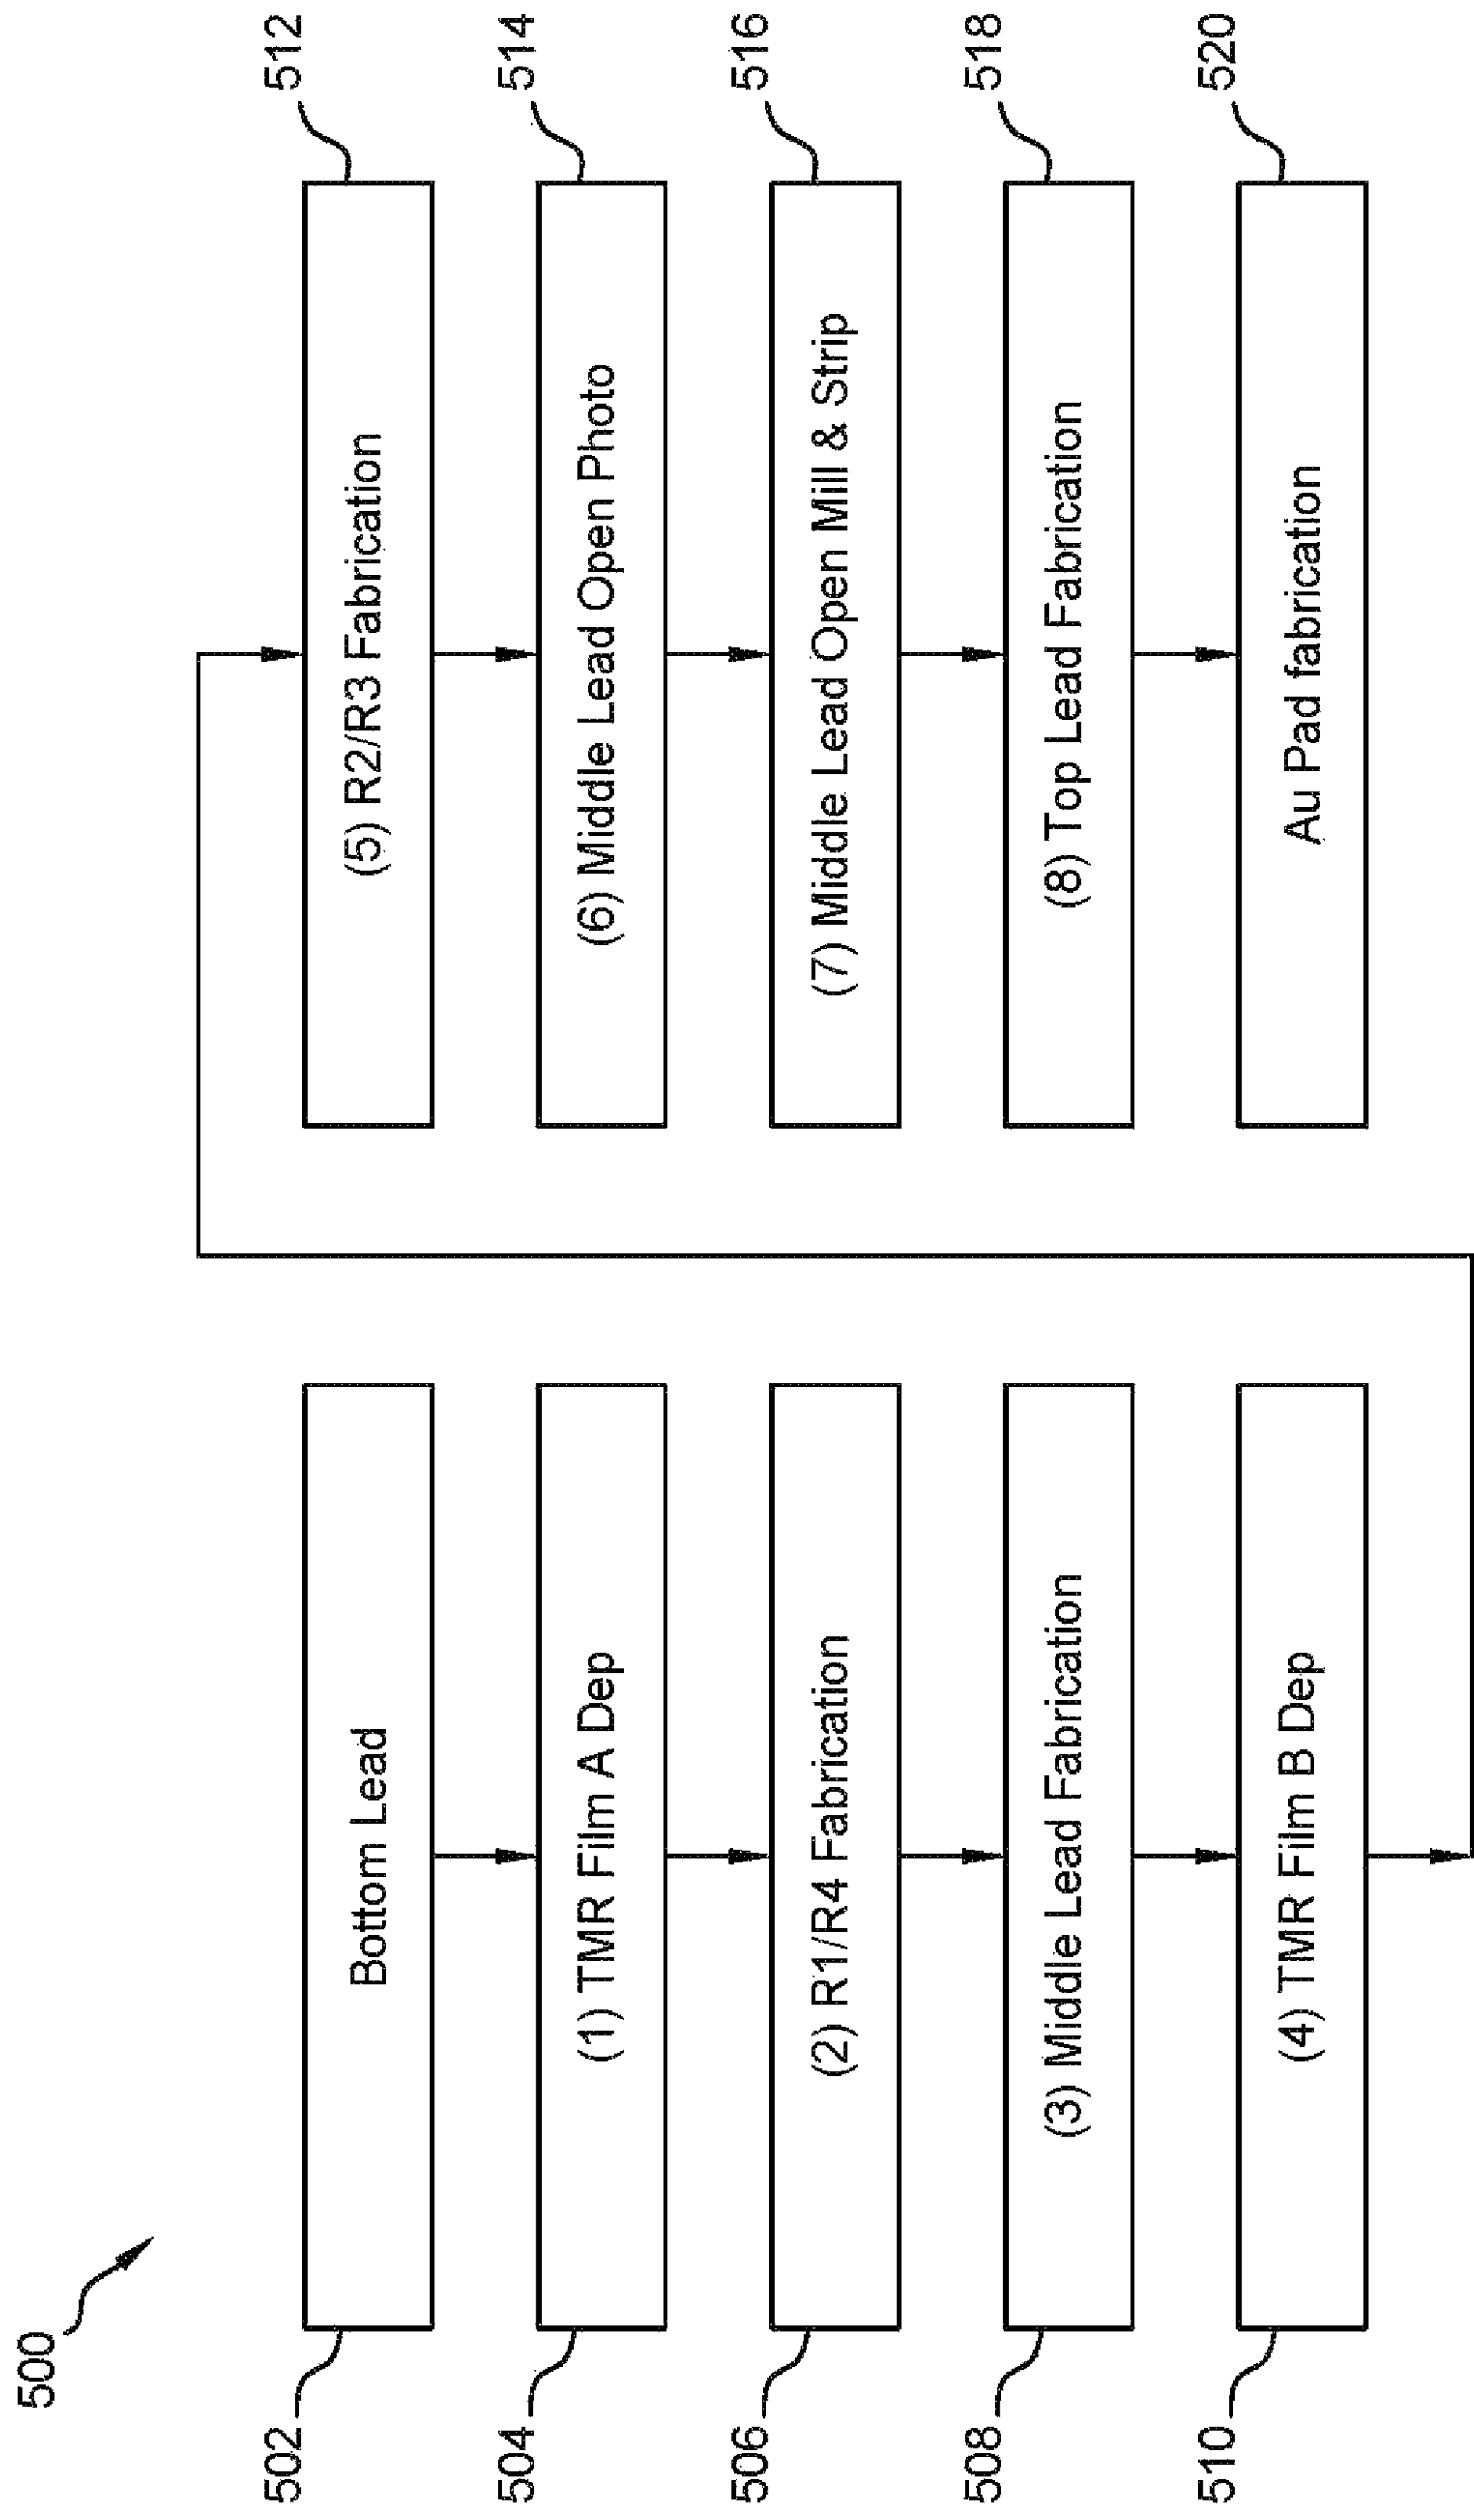 500
502
Bottom Lead
504
(1) TMR Film A Dep
506
(2) R1/R4 Fabrication
508
(3) Middle Lead Fabrication
510
(4) TMR Film B Dep
512
(5) R2/R3 Fabrication
514
(6) Middle Lead Open Photo
516
(7) Middle Lead Open Mill & Strip
518
(8) Top Lead Fabrication
520
Au Pad fabrication